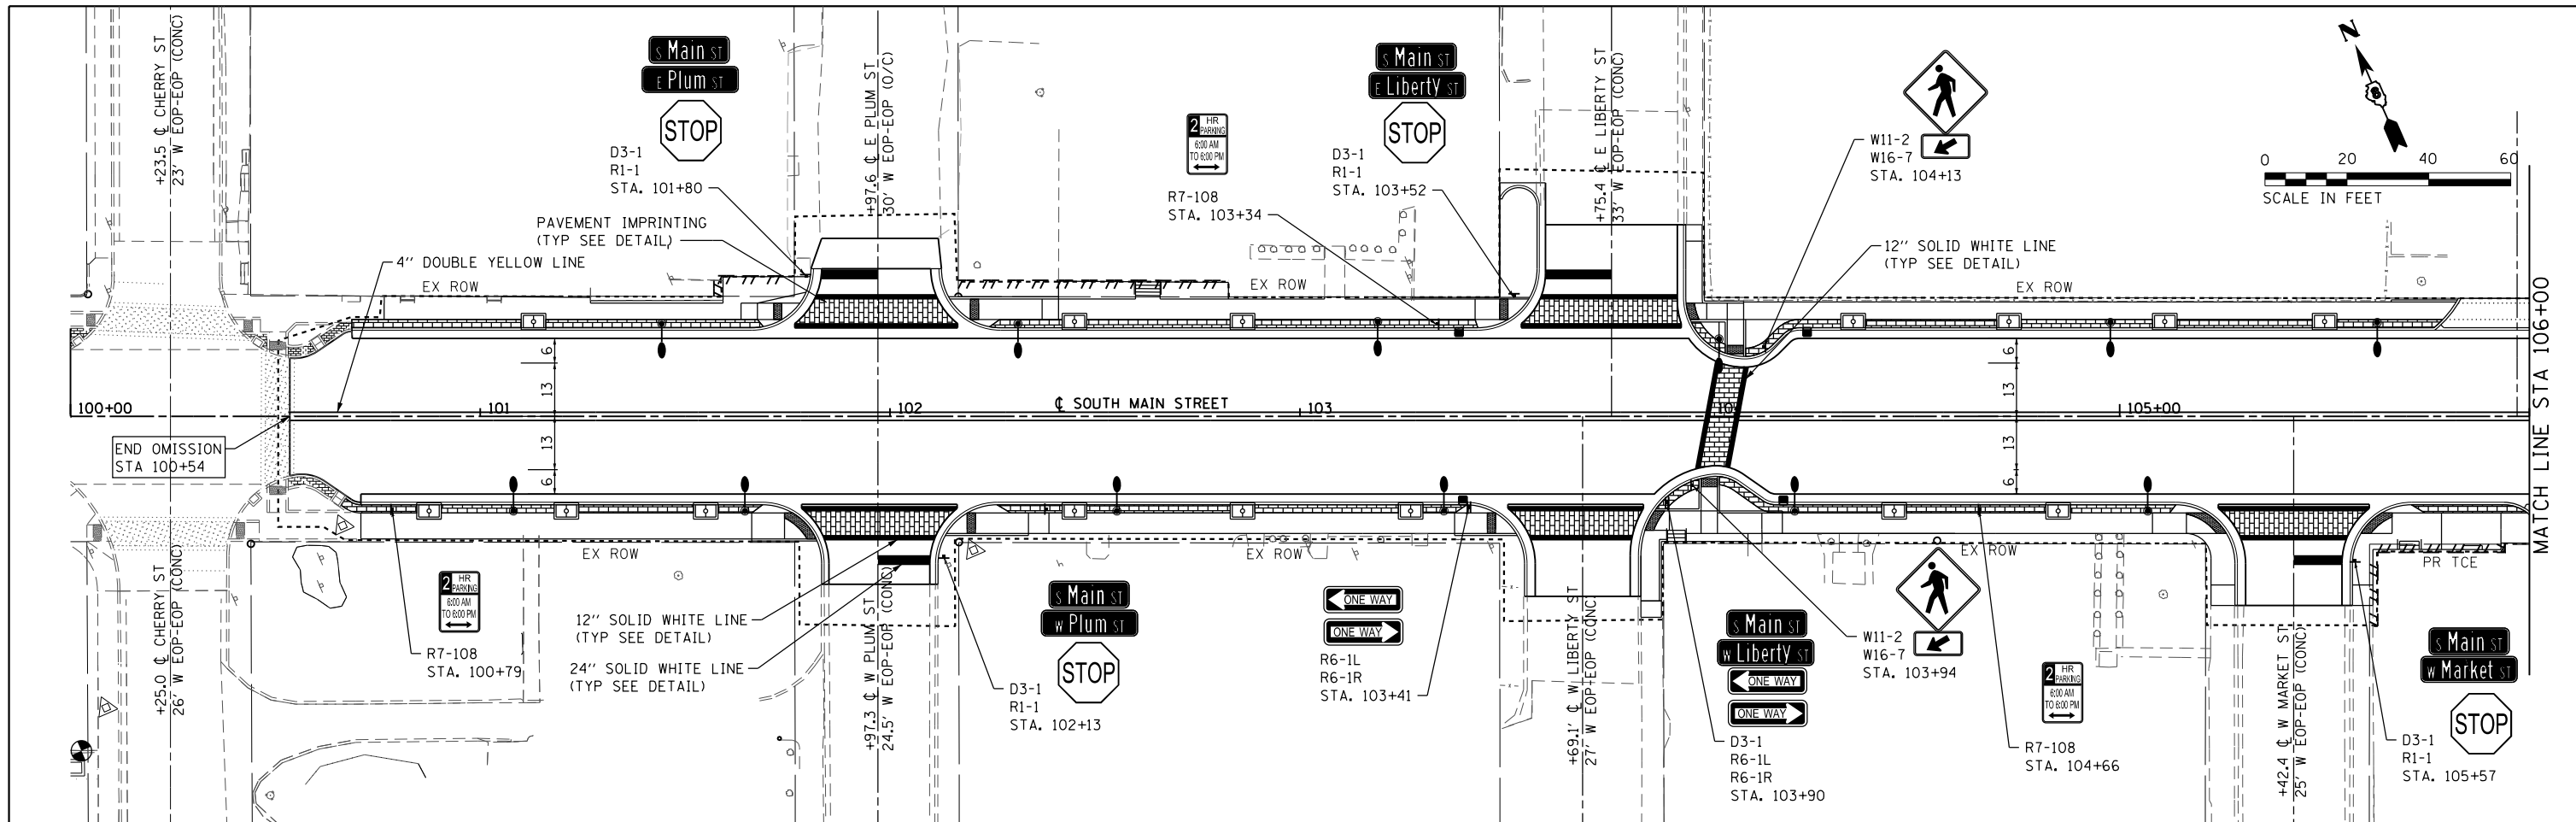 +23.5 ℄ CHERRY ST
23' W EOP-EOP (CONC)
S Main ST
E Plum ST
STOP
D3-1
R1-1
STA. 101+80
PAVEMENT IMPRINTING
(TYP SEE DETAIL)
4'' DOUBLE YELLOW LINE
EX ROW
+97.6 ℄ E PLUM ST
30' W EOP-EOP (O/C)
2 HR
PARKING
6:00 AM
TO 6:00 PM
R7-108
STA. 103+34
EX ROW
S Main ST
E Liberty ST
STOP
D3-1
R1-1
STA. 103+52
+75.4 ℄ E LIBERTY ST
33' W EOP-EOP (CONC)
W11-2
W16-7
STA. 104+13
12'' SOLID WHITE LINE
(TYP SEE DETAIL)
EX ROW
N
0 20 40 60
SCALE IN FEET
MATCH LINE STA 106+00
6
13
13
6
6
13
13
6
100+00
101
102
℄ SOUTH MAIN STREET
103
105+00
END OMISSION
STA 100+54
+25.0 ℄ CHERRY ST
26' W EOP-EOP (CONC)
EX ROW
2 HR
PARKING
6:00 AM
TO 6:00 PM
R7-108
STA. 100+79
12'' SOLID WHITE LINE
(TYP SEE DETAIL)
24'' SOLID WHITE LINE
(TYP SEE DETAIL)
+97.3 ℄ W PLUM ST
24.5' W EOP-EOP (CONC)
S Main ST
W Plum ST
STOP
D3-1
R1-1
STA. 102+13
EX ROW
ONE WAY
ONE WAY
R6-1L
R6-1R
STA. 103+41
+69.1' ℄ W LIBERTY ST
27' W EOP-EOP (CONC)
S Main ST
W Liberty ST
ONE WAY
ONE WAY
D3-1
R6-1L
R6-1R
STA. 103+90
W11-2
W16-7
STA. 103+94
EX ROW
2 HR
PARKING
6:00 AM
TO 6:00 PM
R7-108
STA. 104+66
+42.4 ℄ W MARKET ST
25' W EOP-EOP (CONC)
PR TCE
S Main ST
W Market ST
STOP
D3-1
R1-1
STA. 105+57